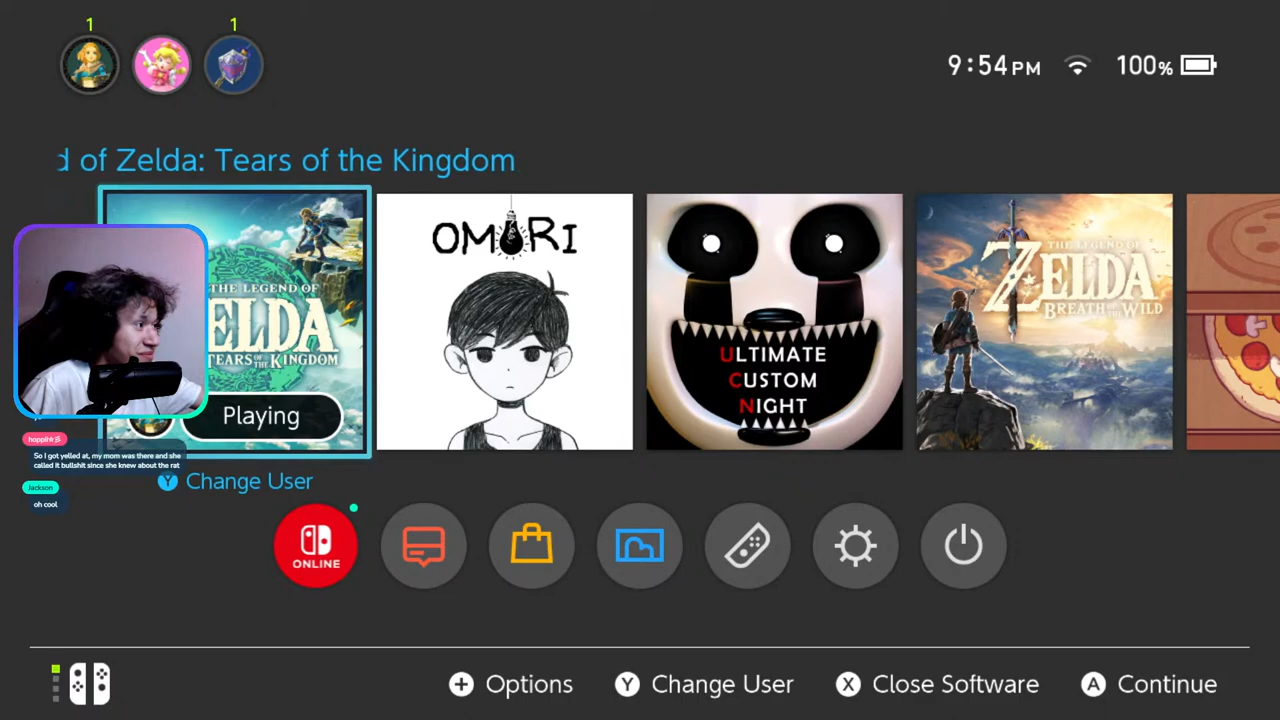 1
1
9:54 PM
100%
d of Zelda: Tears of the Kingdom
THE LEGEND OF
ELDA
TEARS OF THE KINGDOM
Playing
OMORI
ULTIMATE
CUSTOM
NIGHT
THE LEGEND OF
ZELDA
BREATH OF THE WILD
So I got yelled at, my mom was there and she
called it bullshit since she knew about the rat
Jackson
oh cool
Y Change User
ONLINE
+ Options
Y Change User
X Close Software
A Continue